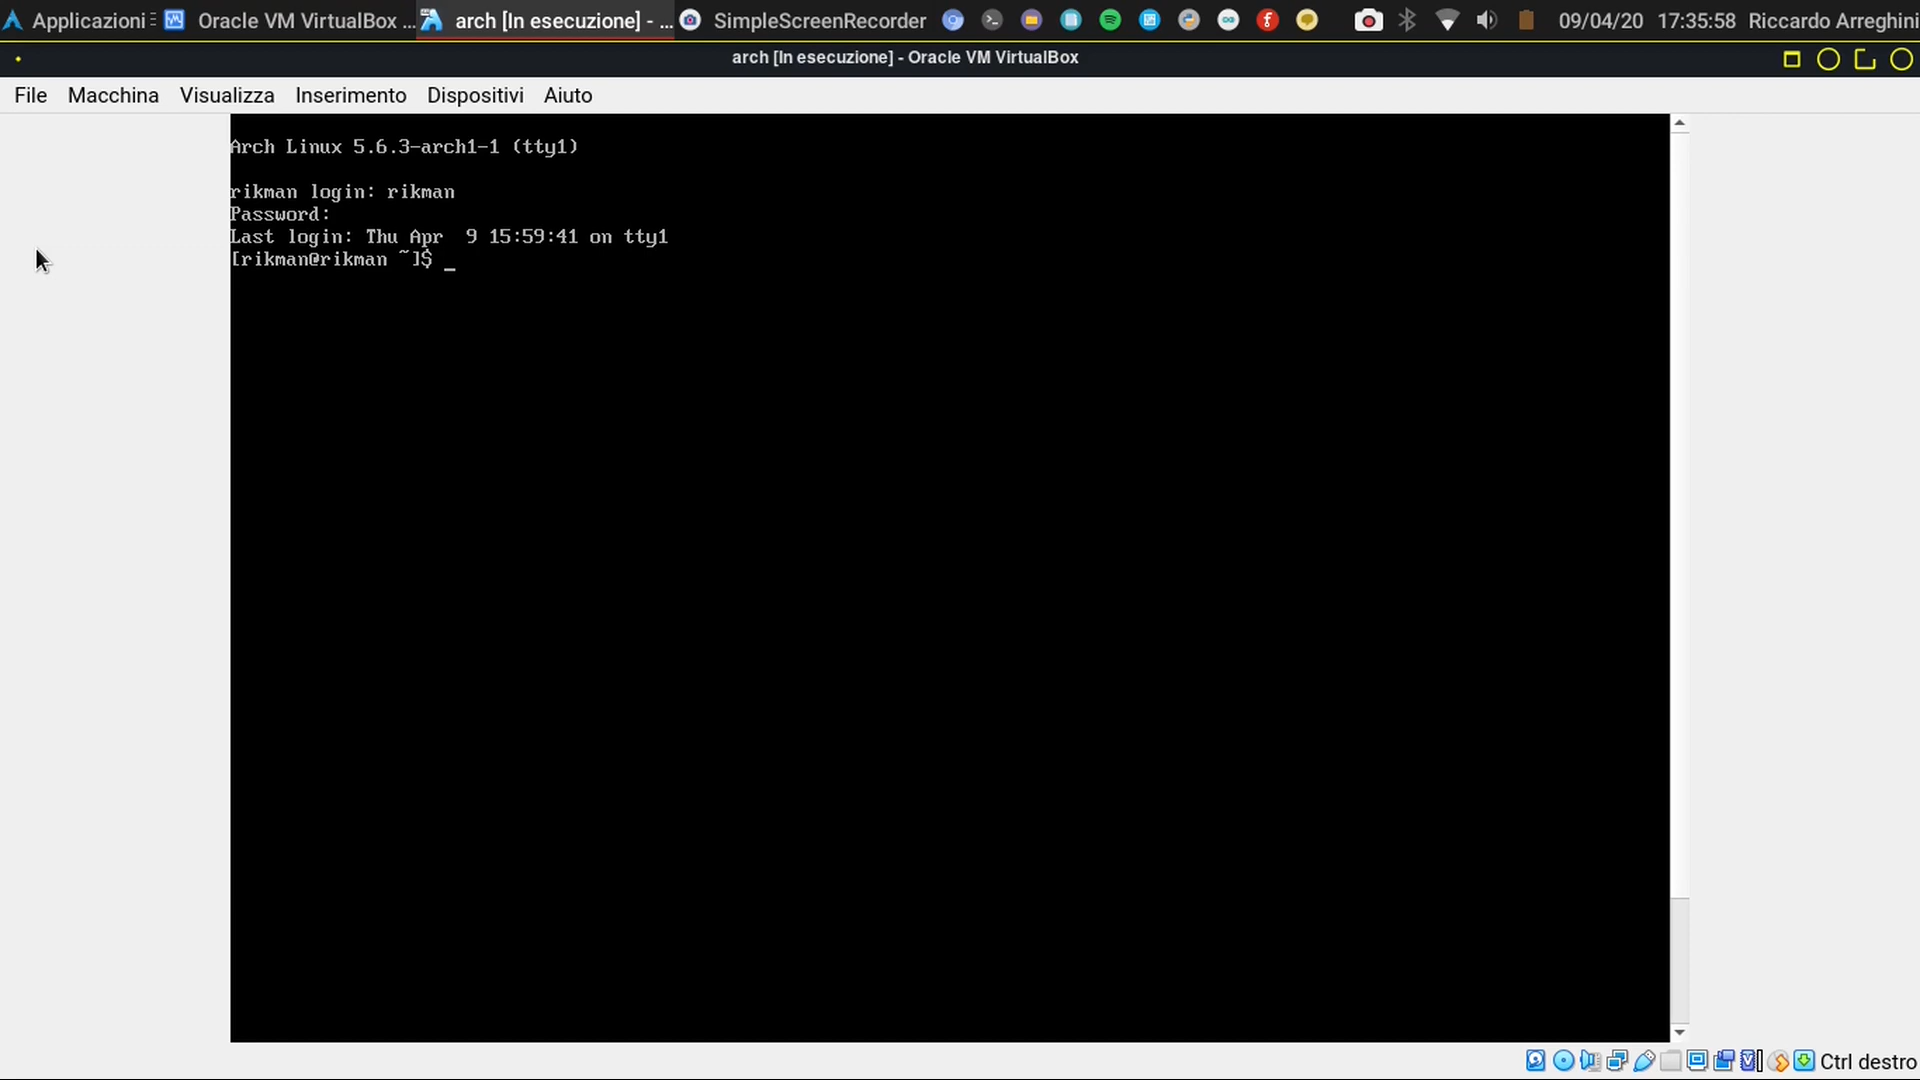 Applicazioni Oracle VM VirtualBox ... arch [In esecuzione] - ... SimpleScreenRecorder 09/04/20 17:35:58 Riccardo Arreghini
arch [In esecuzione] - Oracle VM VirtualBox
File Macchina Visualizza Inserimento Dispositivi Aiuto
Arch Linux 5.6.3-arch1-1 (tty1)
rikman login: rikman
Password:
Last login: Thu Apr  9 15:59:41 on tty1
[rikman@rikman ~]$ _
Ctrl destro